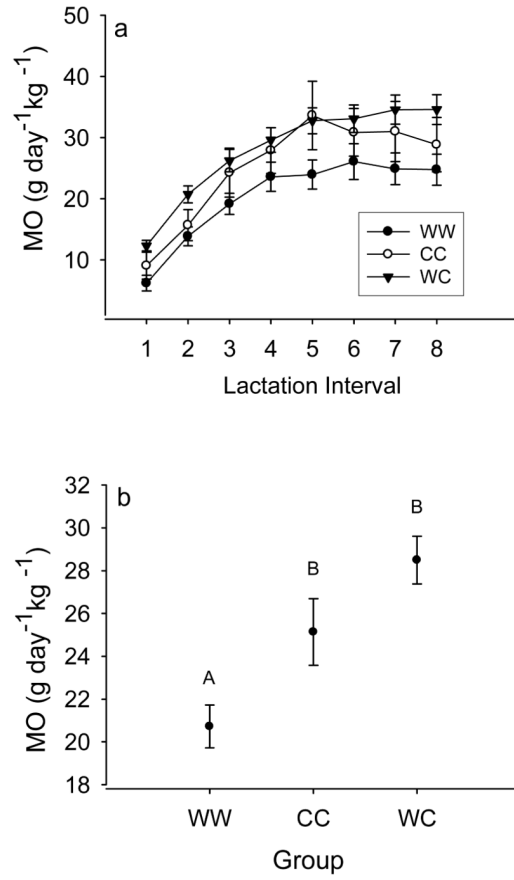 a
MO (g day⁻¹kg⁻¹)
50
40
30
20
10
WW
CC
WC
1 2 3 4 5 6 7 8
Lactation Interval
b
MO (g day⁻¹kg⁻¹)
32
30
28
26
24
22
20
18
A
B
B
WW CC WC
Group